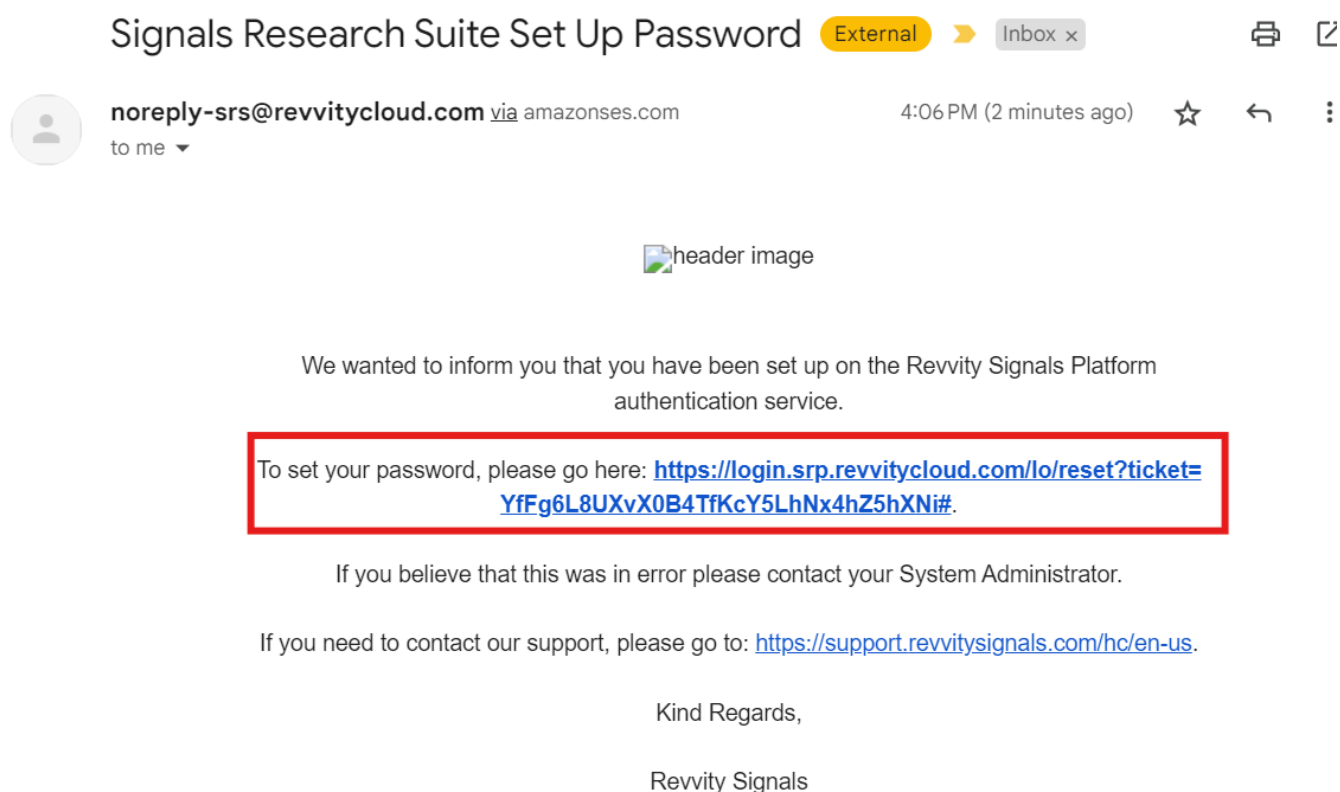 Signals Research Suite Set Up Password External Inbox x
noreply-srs@revvitycloud.com via amazonses.com 4:06 PM (2 minutes ago)
to me
header image
We wanted to inform you that you have been set up on the Revvity Signals Platform
authentication service.
To set your password, please go here: https://login.srp.revvitycloud.com/lo/reset?ticket=
YfFg6L8UXvX0B4TfKcY5LhNx4hZ5hXNi#.
If you believe that this was in error please contact your System Administrator.
If you need to contact our support, please go to: https://support.revvitysignals.com/hc/en-us.
Kind Regards,
Revvity Signals